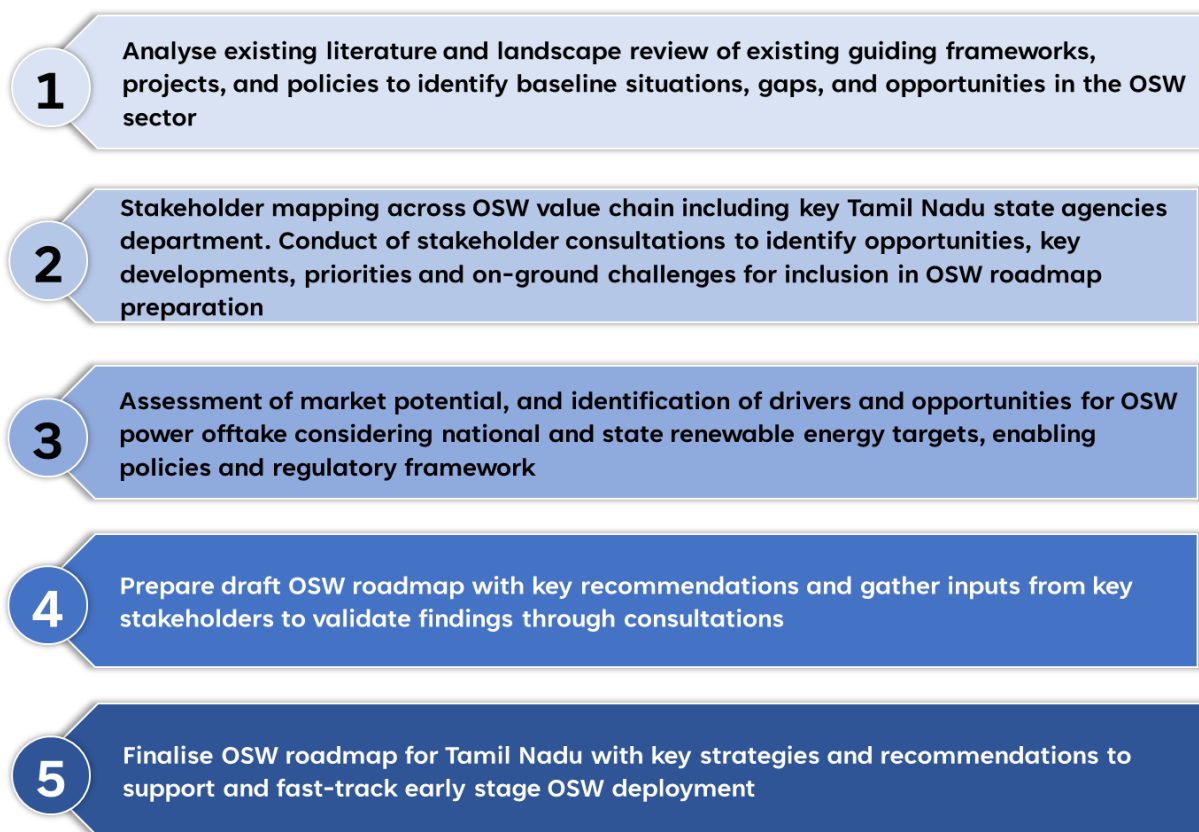 1
Analyse existing literature and landscape review of existing guiding frameworks,
projects, and policies to identify baseline situations, gaps, and opportunities in the OSW
sector
2
Stakeholder mapping across OSW value chain including key Tamil Nadu state agencies
department. Conduct of stakeholder consultations to identify opportunities, key
developments, priorities and on-ground challenges for inclusion in OSW roadmap
preparation
3
Assessment of market potential, and identification of drivers and opportunities for OSW
power offtake considering national and state renewable energy targets, enabling
policies and regulatory framework
4
Prepare draft OSW roadmap with key recommendations and gather inputs from key
stakeholders to validate findings through consultations
5
Finalise OSW roadmap for Tamil Nadu with key strategies and recommendations to
support and fast-track early stage OSW deployment